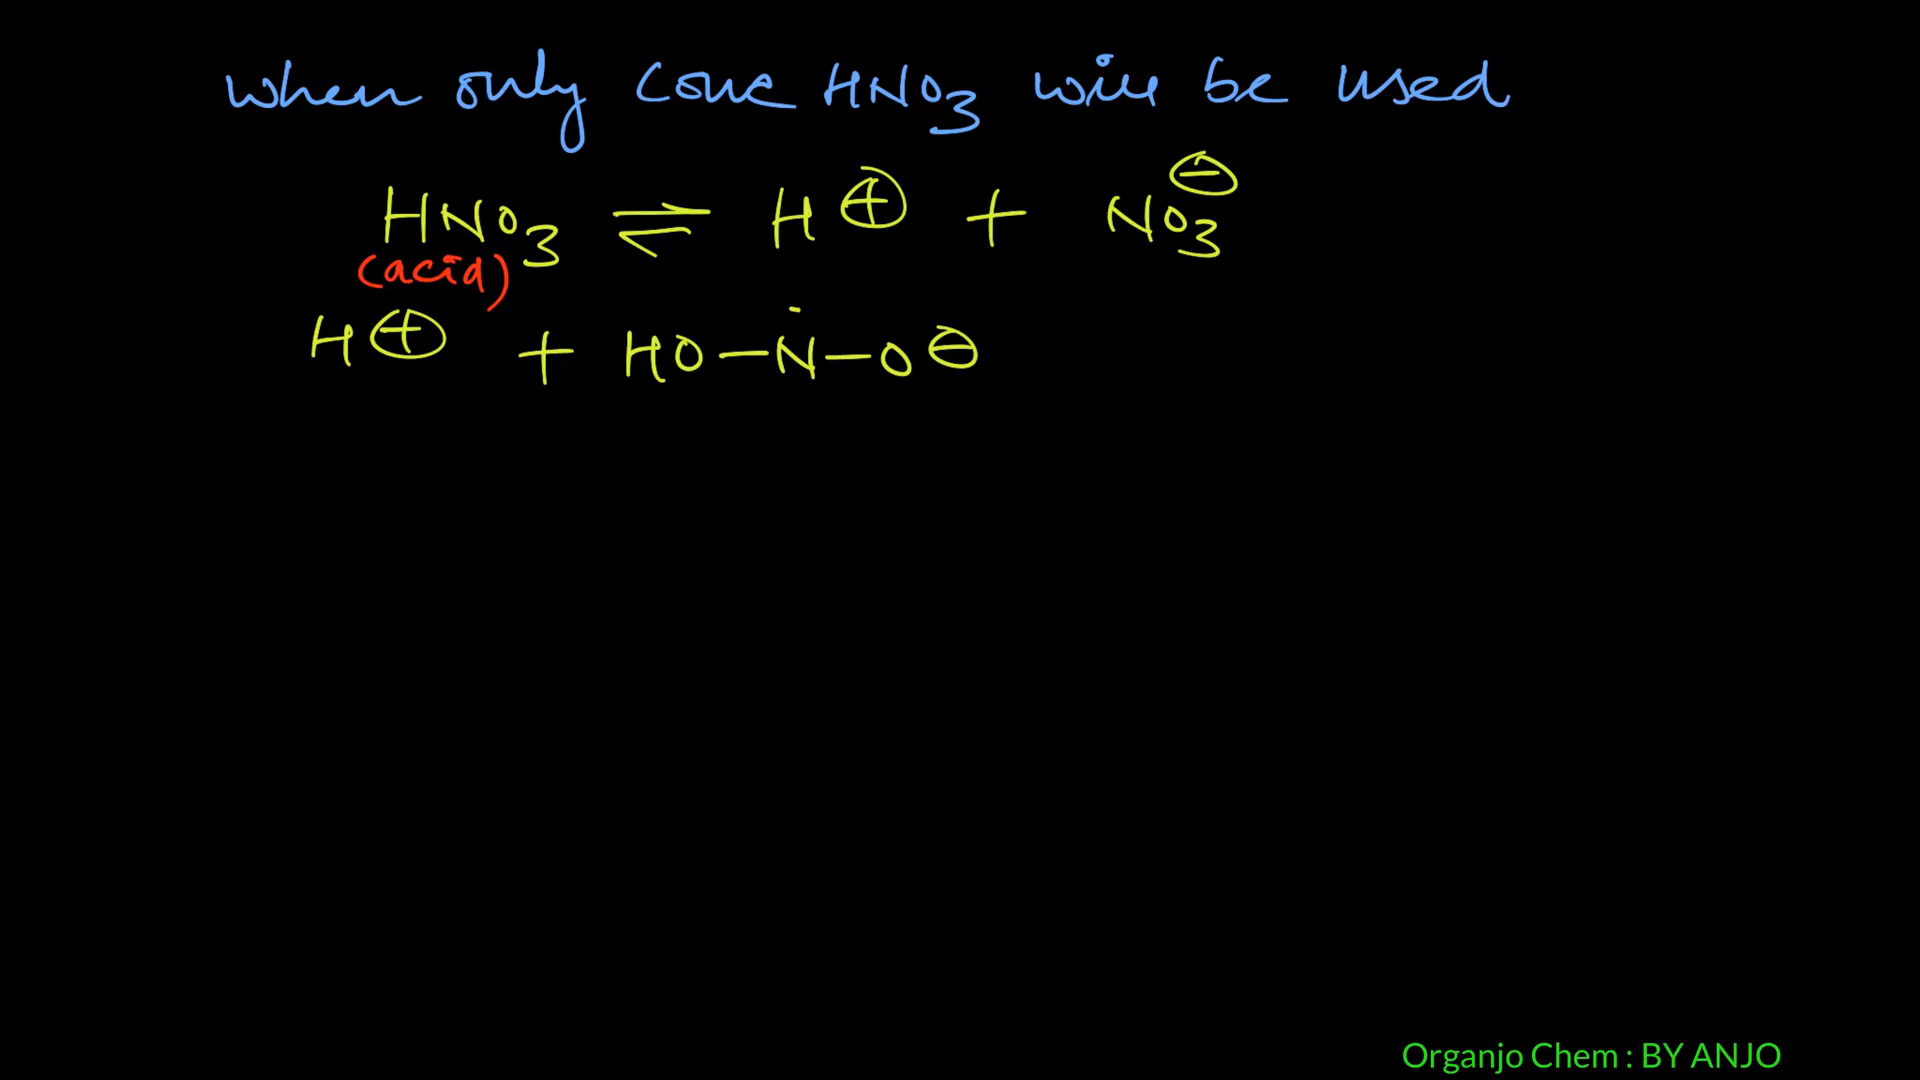 when only conc HNO₃ will be used
HNO₃ ⇌ H⊕ + NO₃⊖
(acid)
H⊕ + HO–Ṅ–O⊖
Organjo Chem : BY ANJO